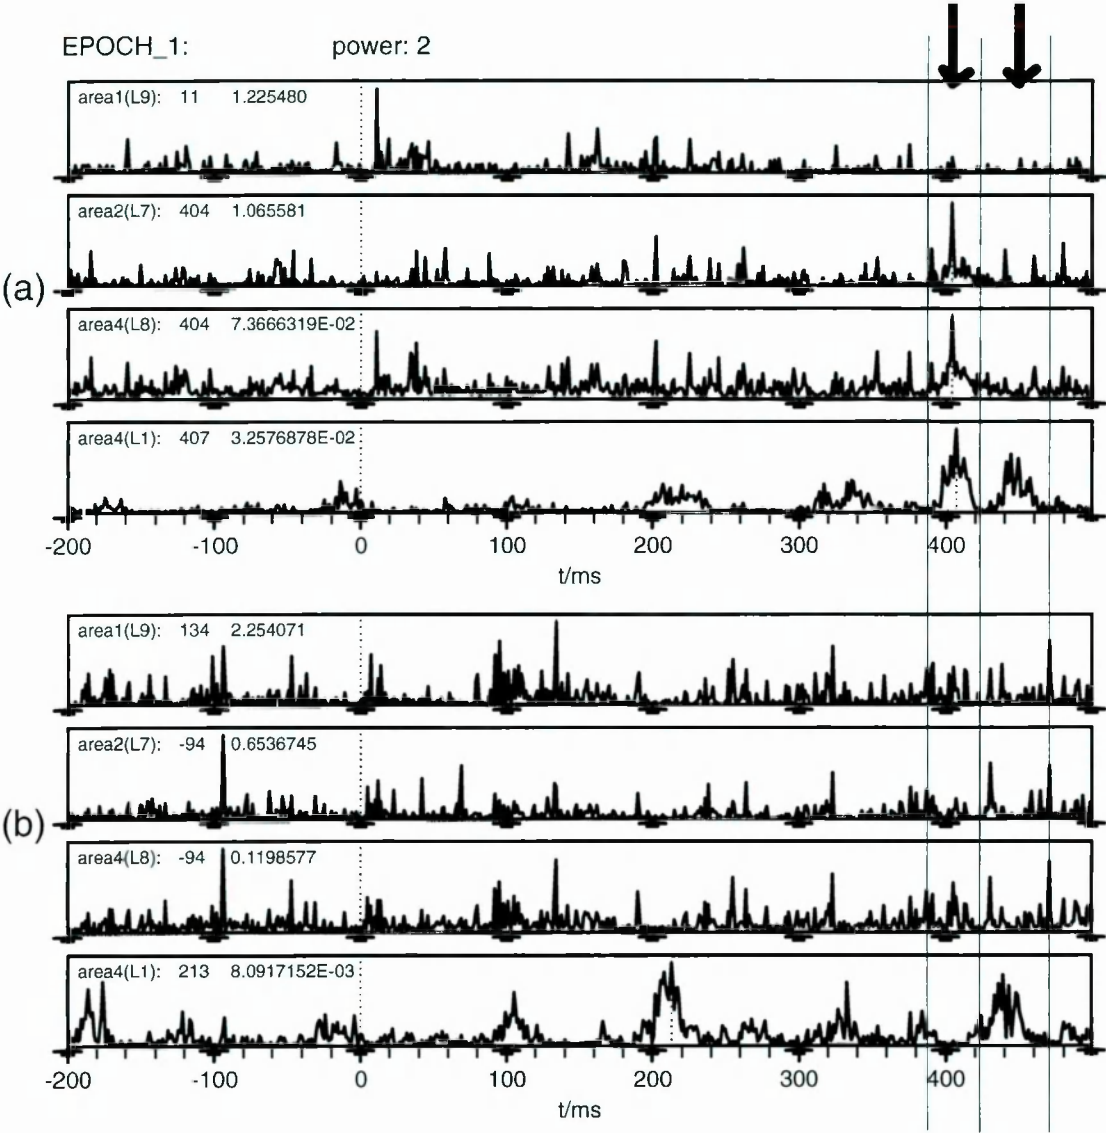 EPOCH_1: power: 2
area1(L9): 11 1.225480
area2(L7): 404 1.065581
(a)
area4(L8): 404 7.3666319E-02
area4(L1): 407 3.2576878E-02
-200 -100 0 100 200 300 400
t/ms
area1(L9): 134 2.254071
area2(L7): -94 0.6536745
(b)
area4(L8): -94 0.1198577
area4(L1): 213 8.0917152E-03
-200 -100 0 100 200 300 400
t/ms